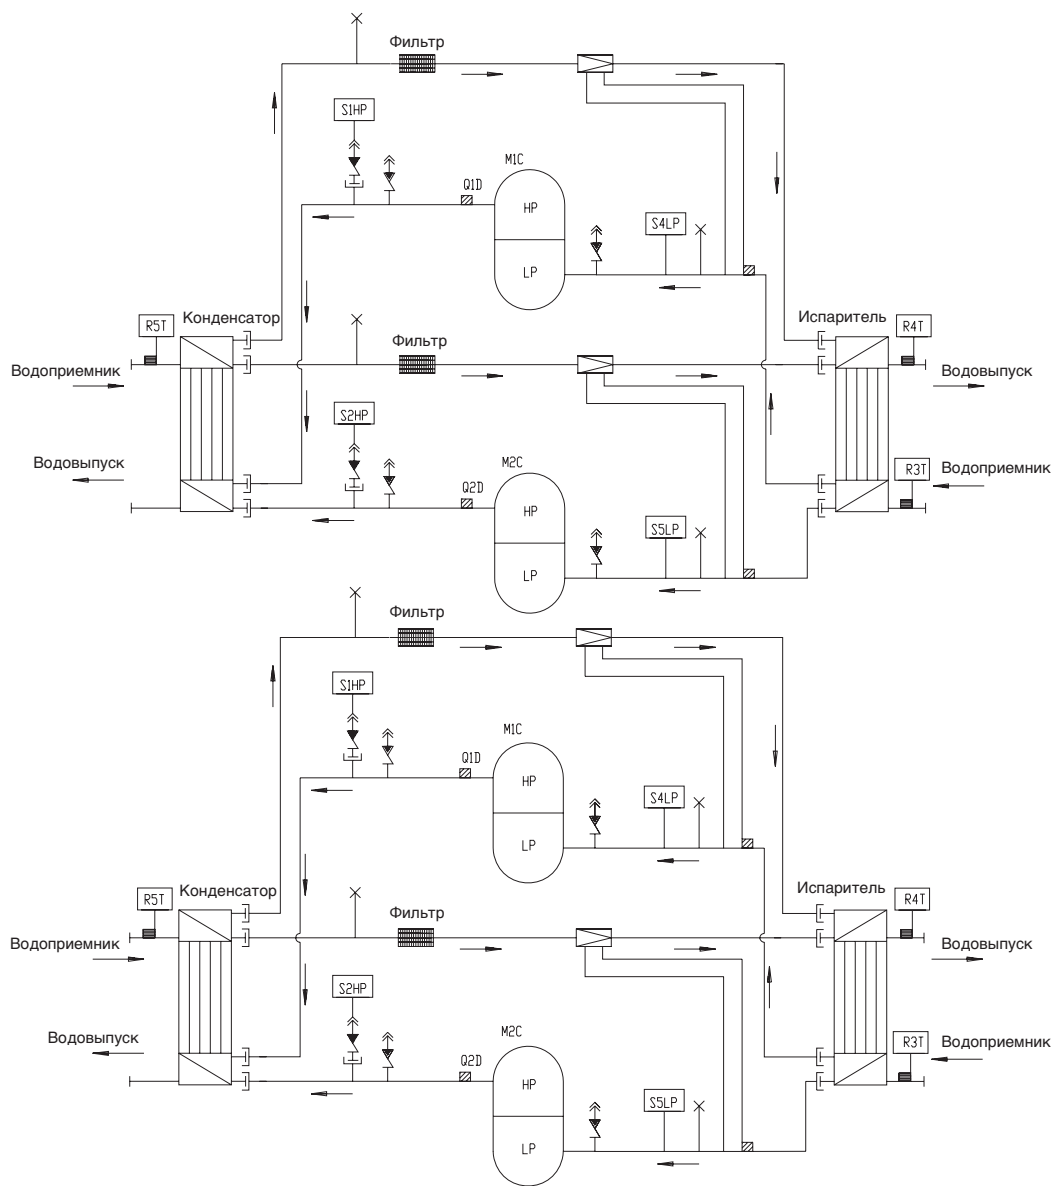 Фильтр
S1HP
M1C
Q1D
HP
S4LP
LP
Конденсатор
Испаритель
R5T
R4T
Фильтр
Водоприемник
Водовыпуск
S2HP
M2C
Водовыпуск
R3T
Водоприемник
Q2D
HP
S5LP
LP
Фильтр
S1HP
M1C
Q1D
HP
S4LP
LP
Конденсатор
Испаритель
R5T
R4T
Фильтр
Водоприемник
Водовыпуск
S2HP
M2C
Водовыпуск
R3T
Водоприемник
Q2D
HP
S5LP
LP